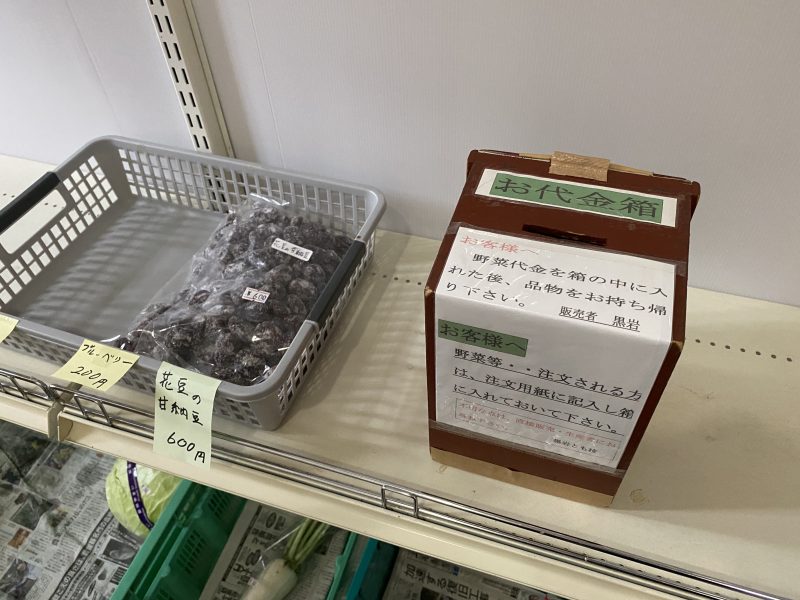 お代金箱
お客様へ
野菜代金を箱の中に入
れた後、品物をお持ち帰
り下さい。
販売者 黒岩
お客様へ
野菜等・・注文される方
は、注文用紙に記入し箱
に入れておいて下さい。
ブルーベリー
200円
花豆の
甘納豆
600円